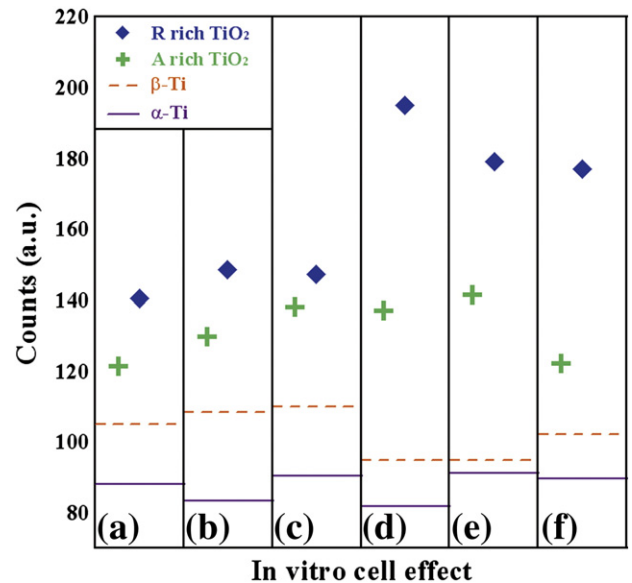 220
200
180
160
140
120
100
80
Counts (a.u.)
R rich TiO₂
A rich TiO₂
β-Ti
α-Ti
(a) (b) (c) (d) (e) (f)
In vitro cell effect